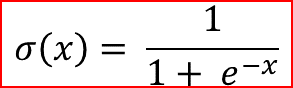 σ(x) = 1 / (1 + e^{-x})